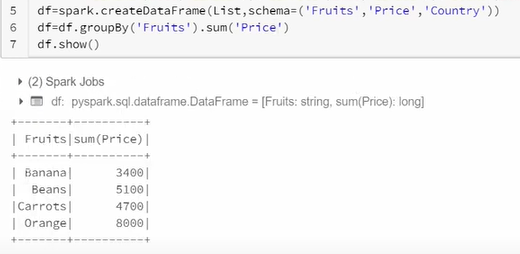 5 df=spark.createDataFrame(List,schema=('Fruits','Price','Country'))
6 df=df.groupBy('Fruits').sum('Price')
7 df.show()
(2) Spark Jobs
df: pyspark.sql.dataframe.DataFrame = [Fruits: string, sum(Price): long]
+-------+----------+
| Fruits|sum(Price)|
+-------+----------+
| Banana|      3400|
|  Beans|      5100|
|Carrots|      4700|
| Orange|      8000|
+-------+----------+